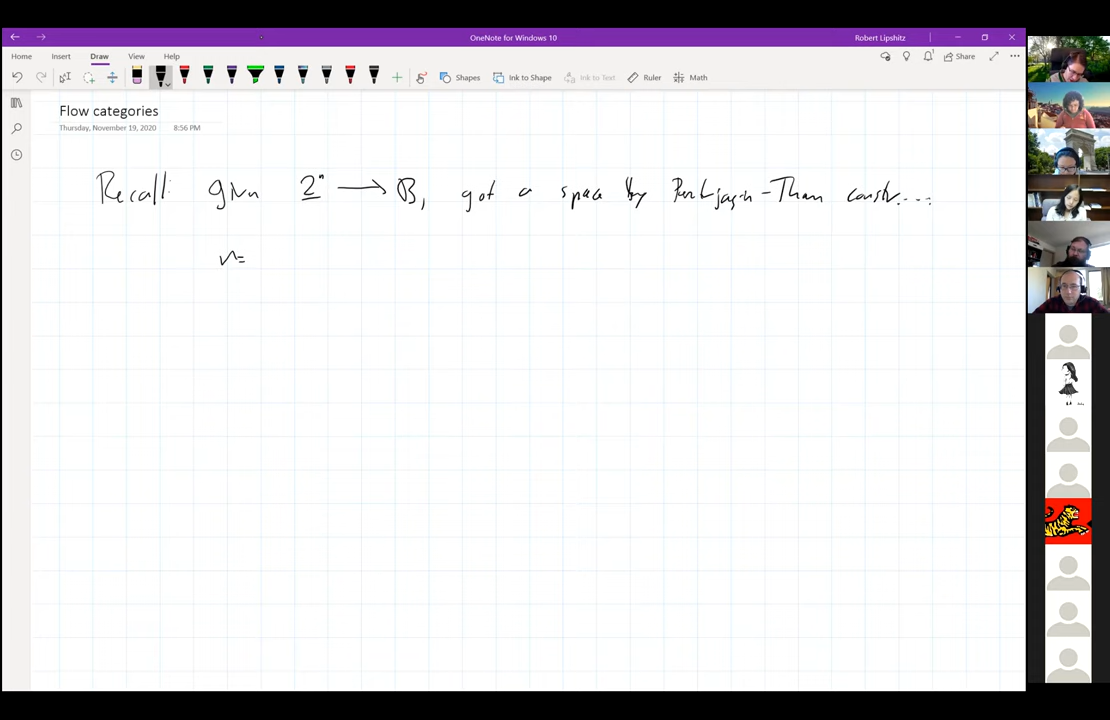 OneNote for Windows 10
Robert Lipshitz
Home Insert Draw View Help
Shapes Ink to Shape Ink to Text Ruler Math
Share
Flow categories
Thursday, November 19, 2020 8:56 PM
Recall: given 2^n → B, got a space by Pontjagin-Thom constr....
n=